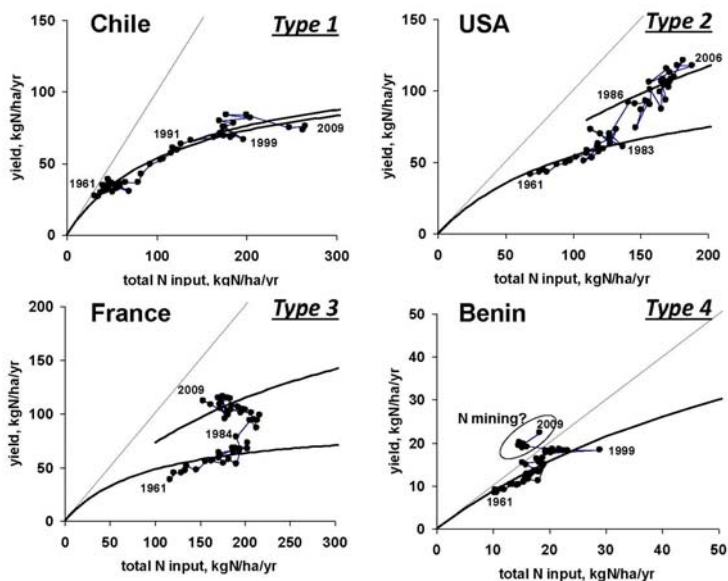 Chile
Type 1
150
100
50
0
yield, kgN/ha/yr
1961
1991
1999
2009
0 100 200 300
total N input, kgN/ha/yr
USA
Type 2
150
100
50
0
yield, kgN/ha/yr
1961
1986
1983
2006
0 50 100 150 200
total N input, kgN/ha/yr
France
Type 3
200
150
100
50
0
yield, kgN/ha/yr
2009
1984
1961
0 50 100 150 200 250 300
total N input, kgN/ha/yr
Benin
Type 4
50
40
30
20
10
0
yield, kgN/ha/yr
N mining?
2009
1999
1961
0 10 20 30 40 50
total N input, kgN/ha/yr